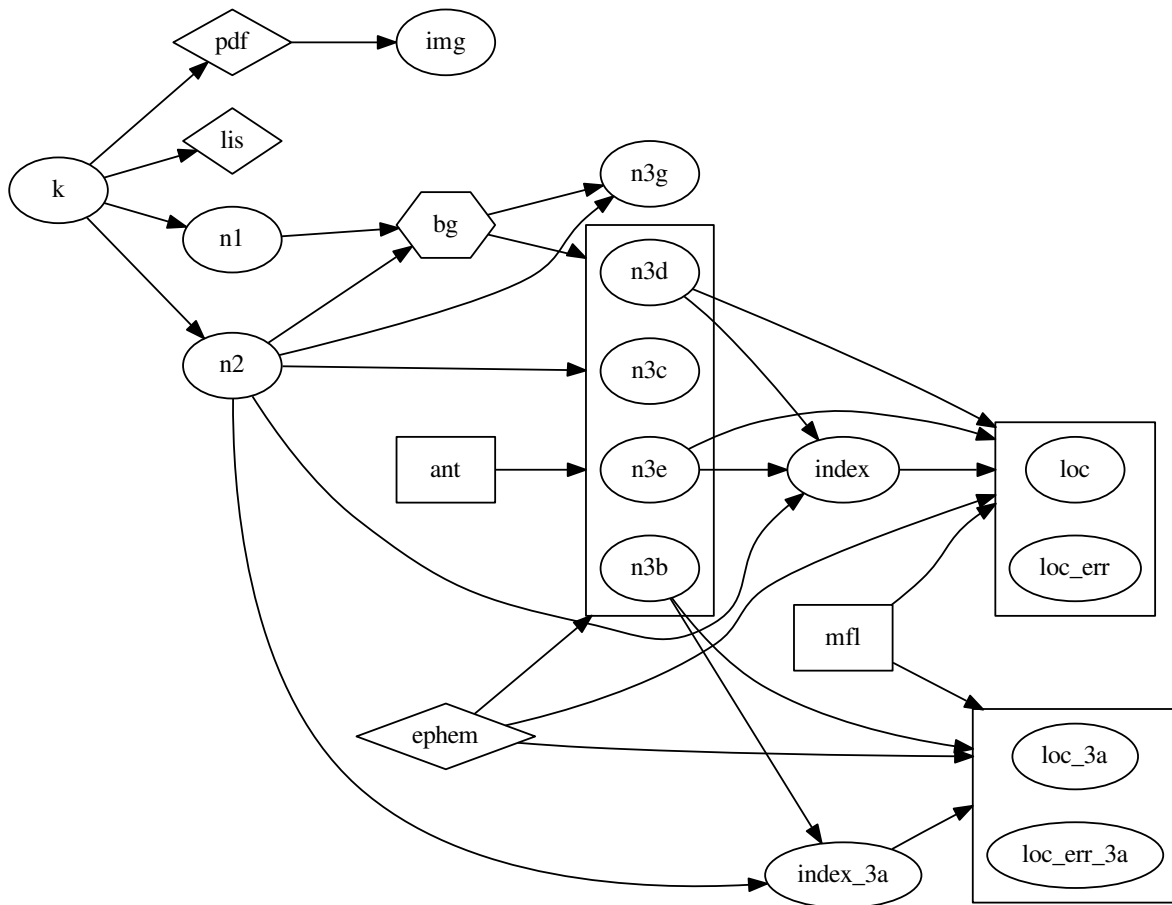 pdf
img
lis
k
n3g
n1
bg
n3d
n2
n3c
ant
n3e
index
loc
n3b
loc_err
mfl
ephem
loc_3a
index_3a
loc_err_3a